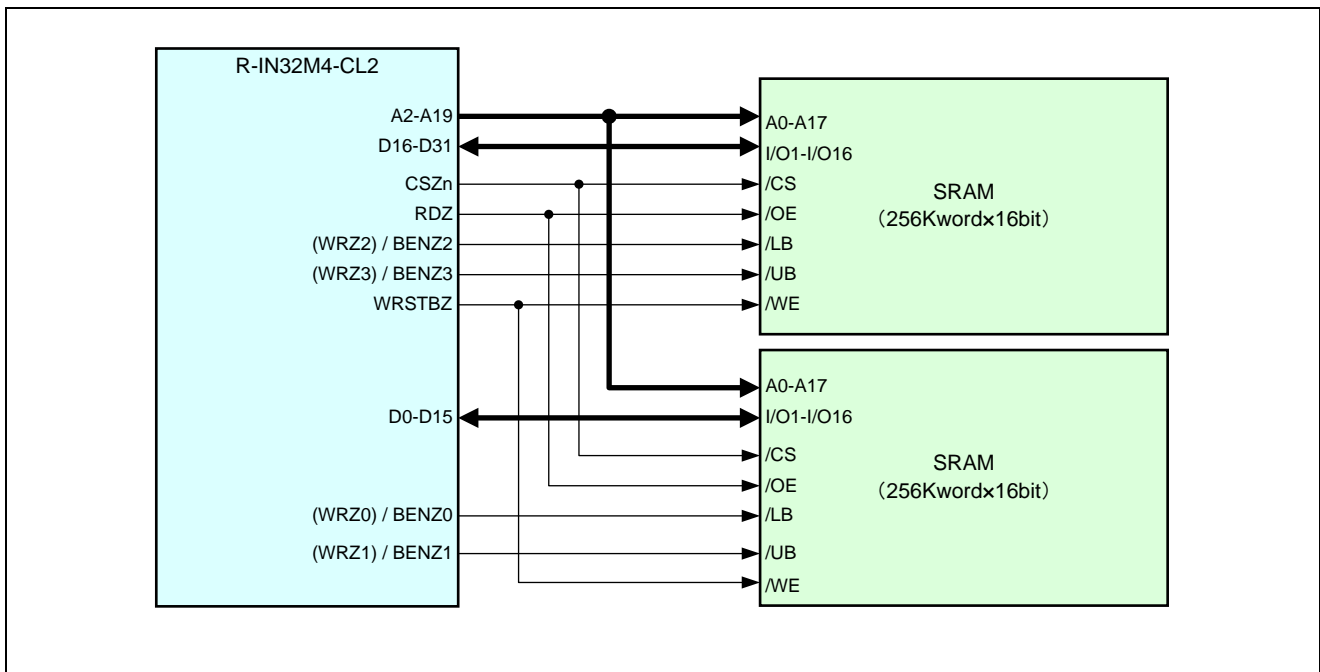 R-IN32M4-CL2
A2-A19
D16-D31
CSZn
RDZ
(WRZ2) / BENZ2
(WRZ3) / BENZ3
WRSTBZ
D0-D15
(WRZ0) / BENZ0
(WRZ1) / BENZ1
A0-A17
I/O1-I/O16
/CS
/OE
/LB
/UB
/WE
SRAM
（256Kword×16bit）
A0-A17
I/O1-I/O16
/CS
/OE
/LB
/UB
/WE
SRAM
（256Kword×16bit）